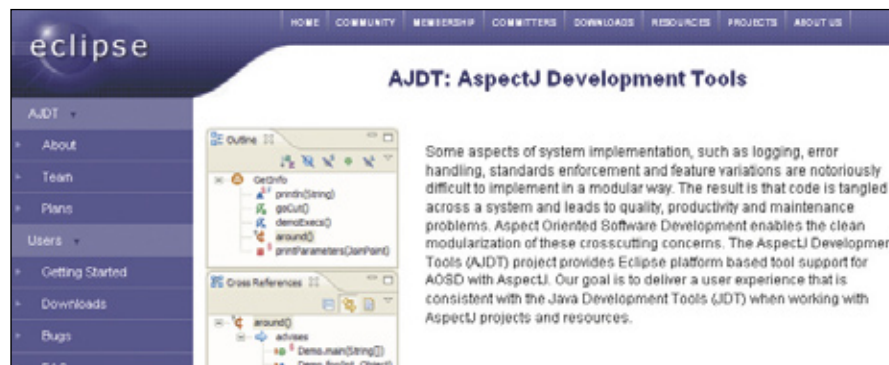 eclipse
HOME COMMUNITY MEMBERSHIP COMMITTERS DOWNLOADS RESOURCES PROJECTS ABOUT US
AJDT: AspectJ Development Tools
AJDT
About
Team
Plans
Users
Getting Started
Downloads
Bugs
Outline
GetInfo
println(String)
goCut()
demoExecs()
around()
printParameters(JoinPoint)
Cross References
around()
advises
Demo.main(String[])
Some aspects of system implementation, such as logging, error
handling, standards enforcement and feature variations are notoriously
difficult to implement in a modular way. The result is that code is tangled
across a system and leads to quality, productivity and maintenance
problems. Aspect Oriented Software Development enables the clean
modularization of these crosscutting concerns. The AspectJ Developmen
Tools (AJDT) project provides Eclipse platform based tool support for
AOSD with AspectJ. Our goal is to deliver a user experience that is
consistent with the Java Development Tools (JDT) when working with
AspectJ projects and resources.